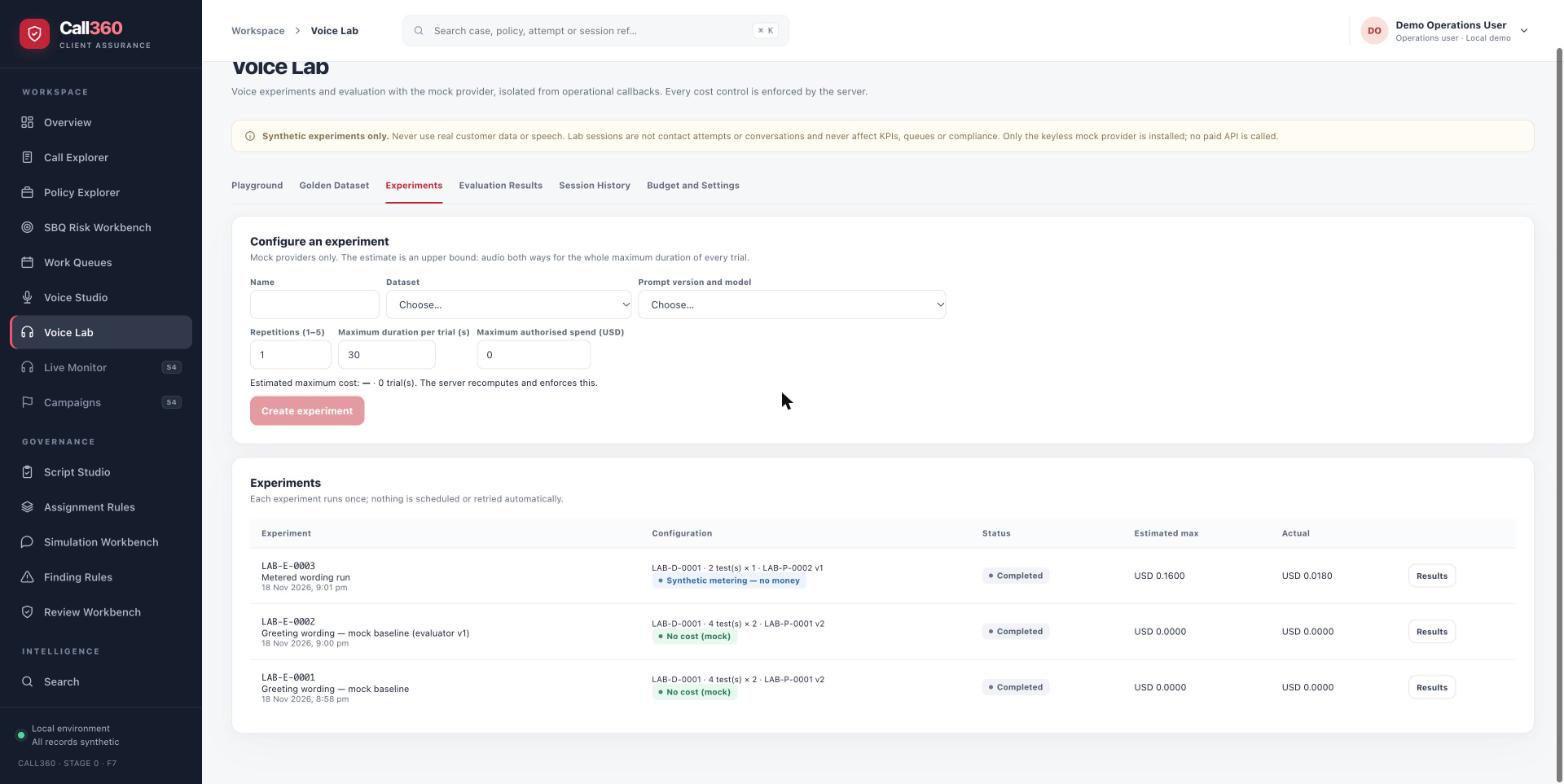 Call360
CLIENT ASSURANCE
WORKSPACE
Overview
Call Explorer
Policy Explorer
SBQ Risk Workbench
Work Queues
Voice Studio
Voice Lab
Live Monitor 54
Campaigns 54
GOVERNANCE
Script Studio
Assignment Rules
Simulation Workbench
Finding Rules
Review Workbench
INTELLIGENCE
Search
Local environment
All records synthetic
CALL360 · STAGE 0 · F7
Workspace > Voice Lab
Search case, policy, attempt or session ref...
⌘ K
DO
Demo Operations User
Operations user · Local demo
Voice Lab
Voice experiments and evaluation with the mock provider, isolated from operational callbacks. Every cost control is enforced by the server.
Synthetic experiments only. Never use real customer data or speech. Lab sessions are not contact attempts or conversations and never affect KPIs, queues or compliance. Only the keyless mock provider is installed; no paid API is called.
Playground Golden Dataset Experiments Evaluation Results Session History Budget and Settings
Configure an experiment
Mock providers only. The estimate is an upper bound: audio both ways for the whole maximum duration of every trial.
Name Dataset Prompt version and model
Choose... Choose...
Repetitions (1–5) Maximum duration per trial (s) Maximum authorised spend (USD)
1 30 0
Estimated maximum cost: — · 0 trial(s). The server recomputes and enforces this.
Create experiment
Experiments
Each experiment runs once; nothing is scheduled or retried automatically.
Experiment Configuration Status Estimated max Actual
LAB-E-0003
Metered wording run
18 Nov 2026, 9:01 pm
LAB-D-0001 · 2 test(s) × 1 · LAB-P-0002 v1
Synthetic metering — no money
Completed
USD 0.1600
USD 0.0180
Results
LAB-E-0002
Greeting wording — mock baseline (evaluator v1)
18 Nov 2026, 9:00 pm
LAB-D-0001 · 4 test(s) × 2 · LAB-P-0001 v2
No cost (mock)
Completed
USD 0.0000
USD 0.0000
Results
LAB-E-0001
Greeting wording — mock baseline
18 Nov 2026, 8:58 pm
LAB-D-0001 · 4 test(s) × 2 · LAB-P-0001 v2
No cost (mock)
Completed
USD 0.0000
USD 0.0000
Results